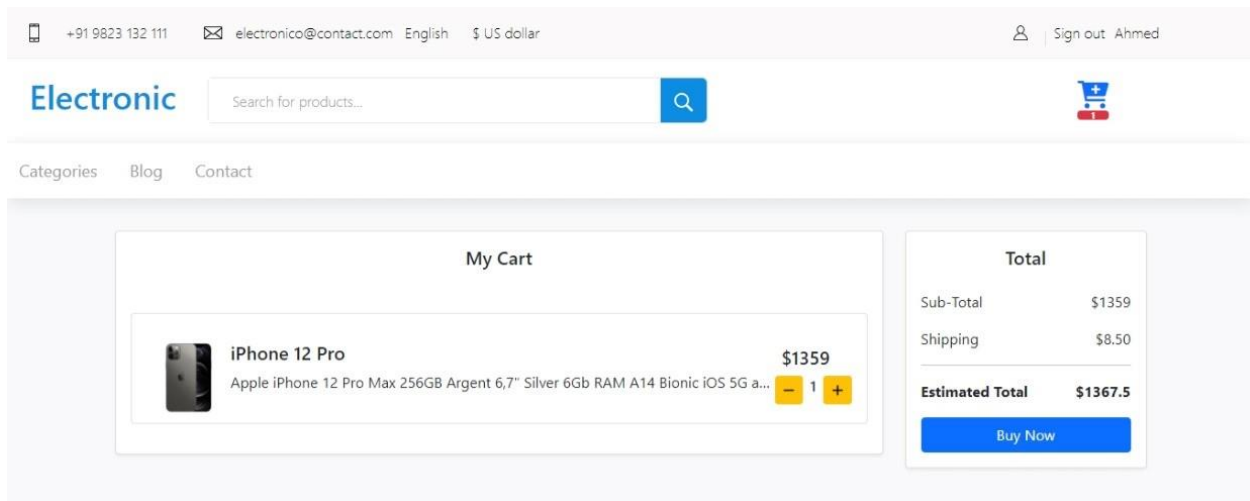 +91 9823 132 111 electronico@contact.com English $ US dollar Sign out Ahmed
Electronic Search for products...
1
Categories Blog Contact
My Cart
iPhone 12 Pro
Apple iPhone 12 Pro Max 256GB Argent 6,7" Silver 6Gb RAM A14 Bionic iOS 5G a...
$1359
− 1 +
Total
Sub-Total $1359
Shipping $8.50
Estimated Total $1367.5
Buy Now